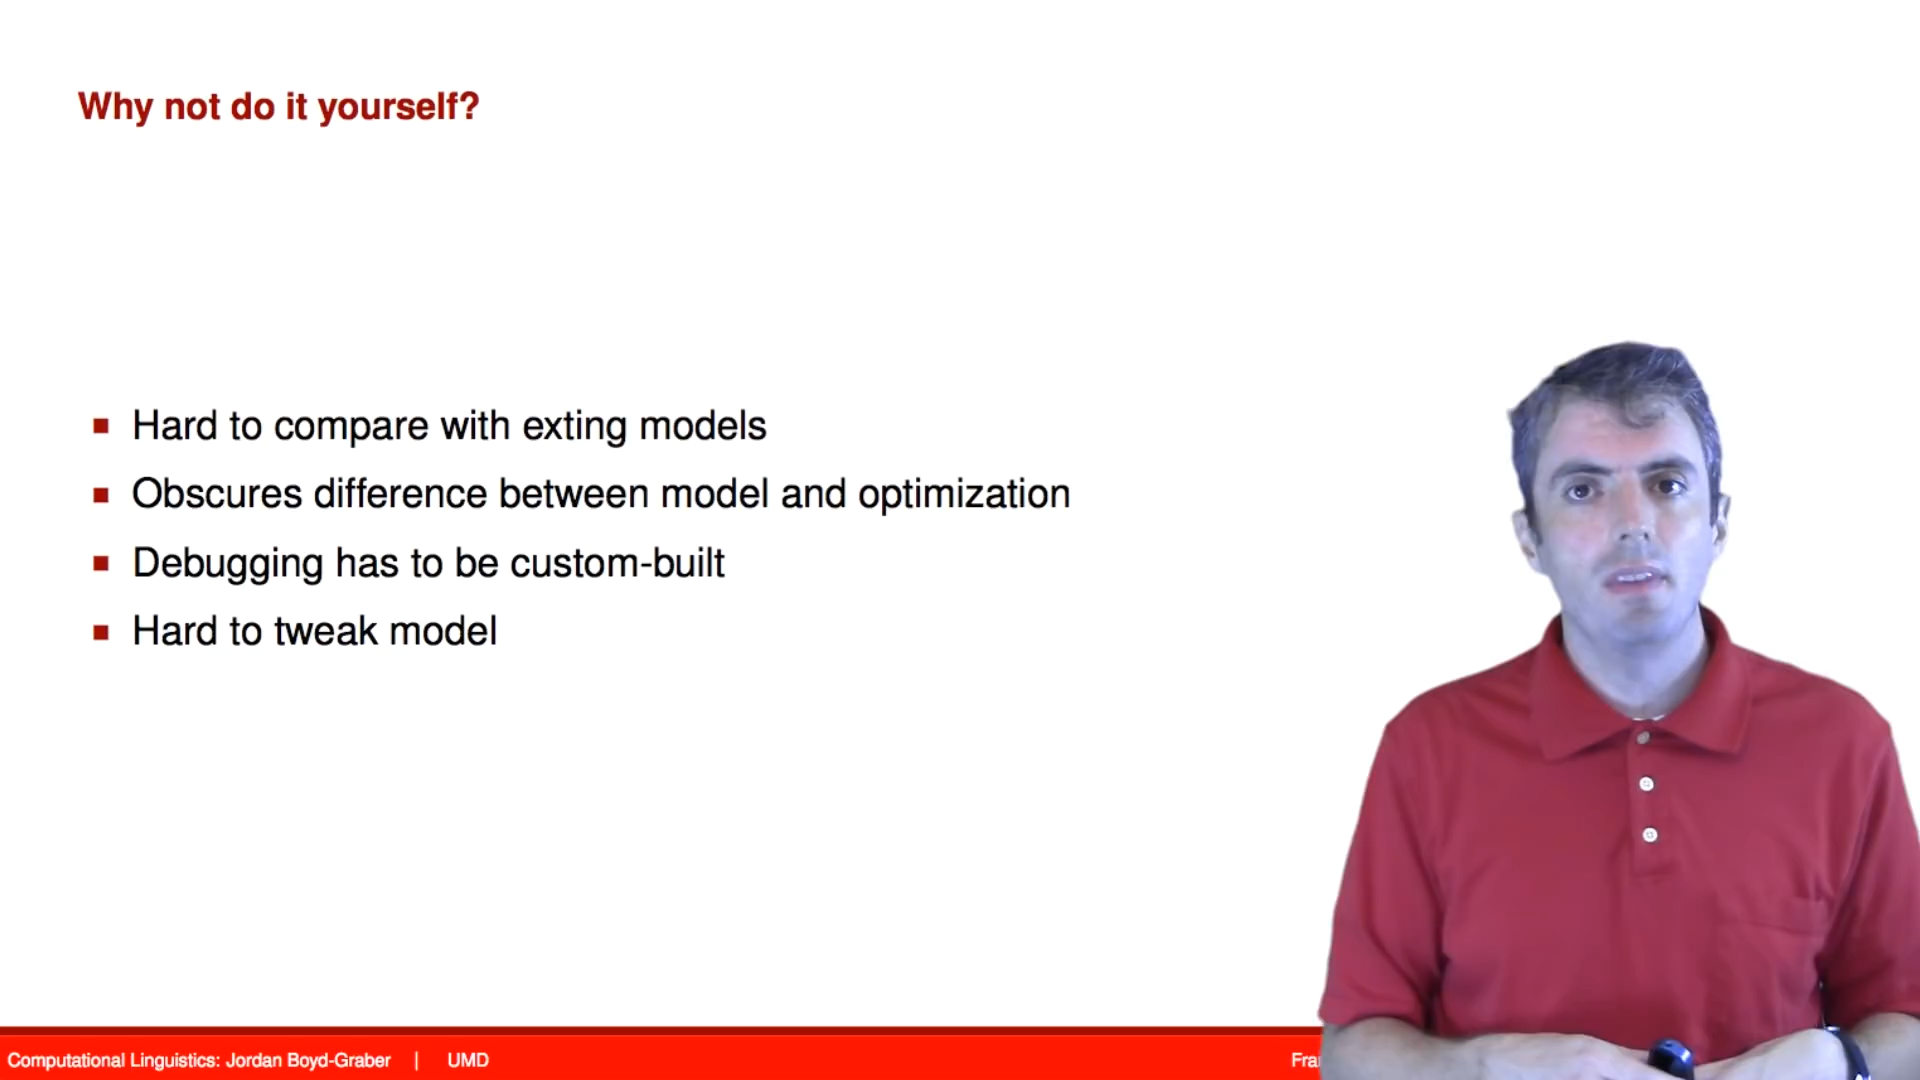 Why not do it yourself?
Hard to compare with exting models
Obscures difference between model and optimization
Debugging has to be custom-built
Hard to tweak model
Computational Linguistics: Jordan Boyd-Graber | UMD